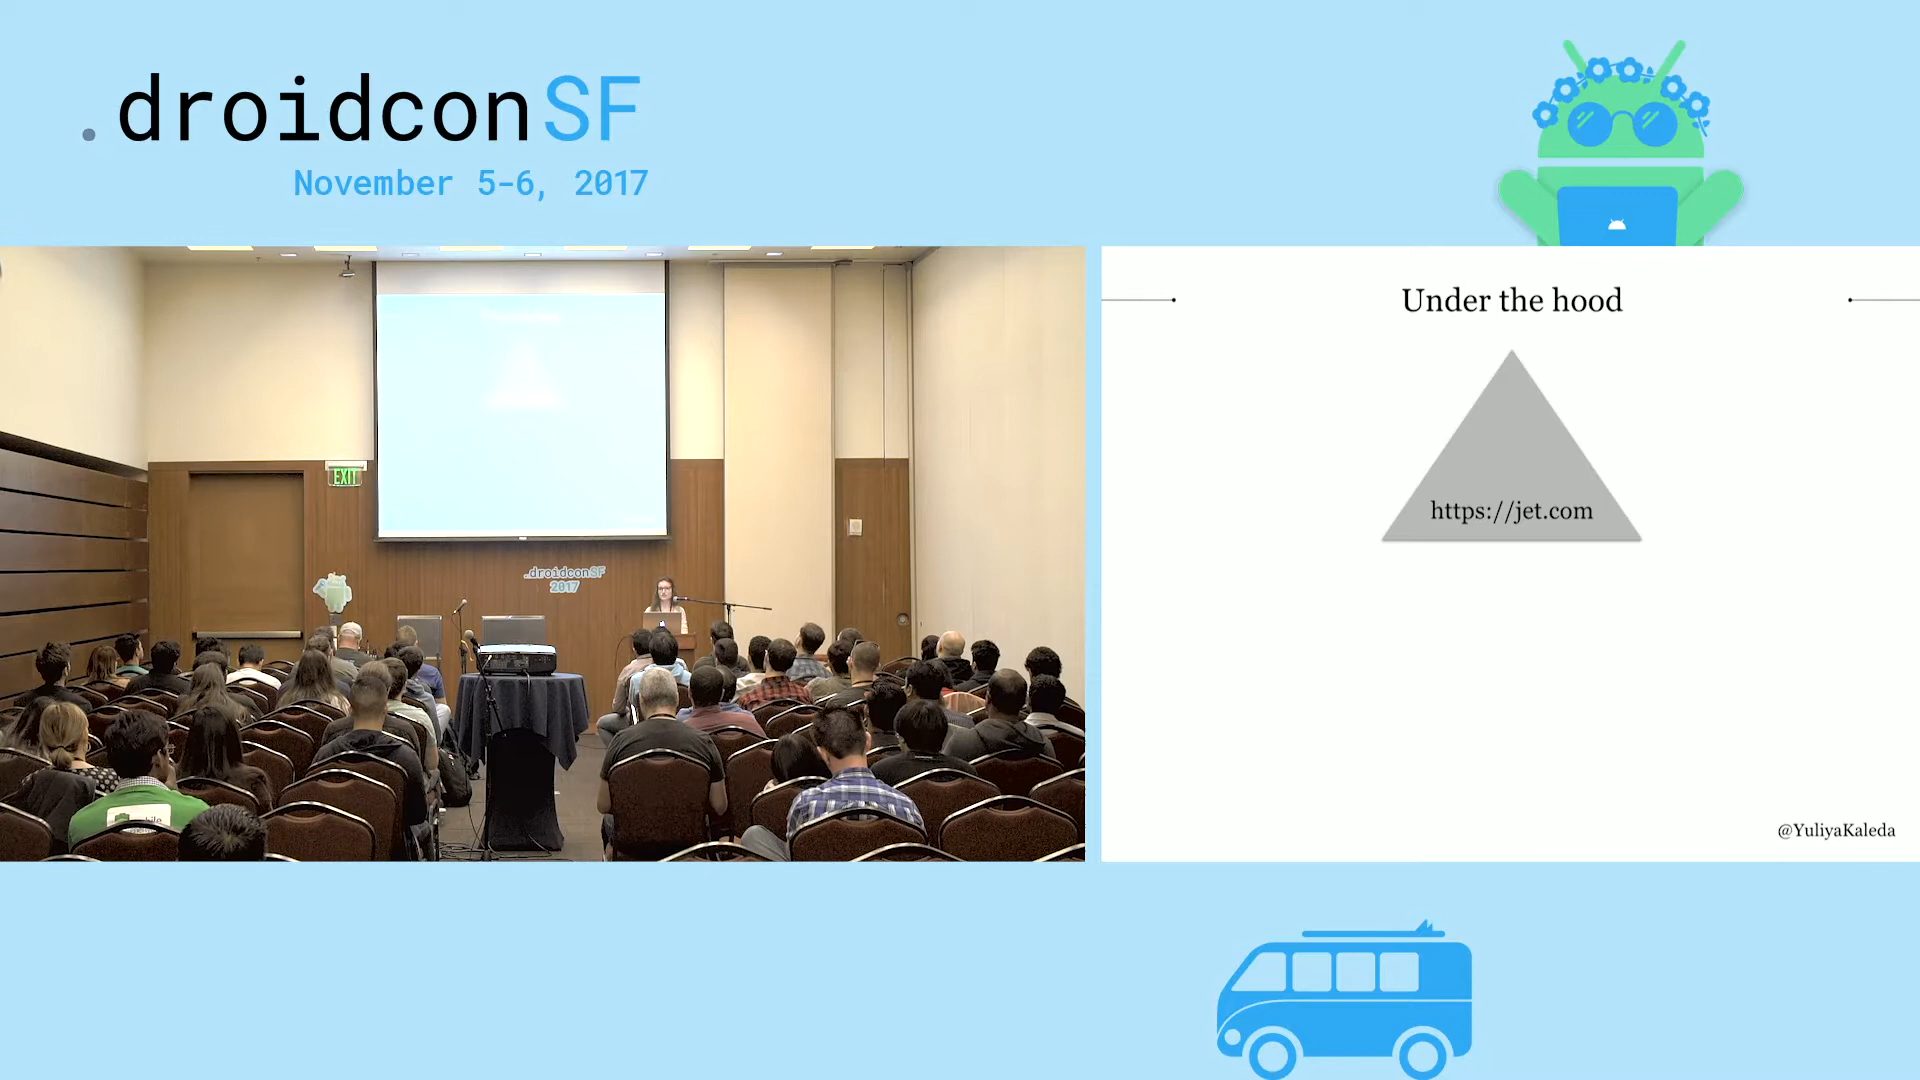 .droidconSF
November 5-6, 2017
EXIT
.droidconSF
2017
Under the hood
https://jet.com
@YuliyaKaleda